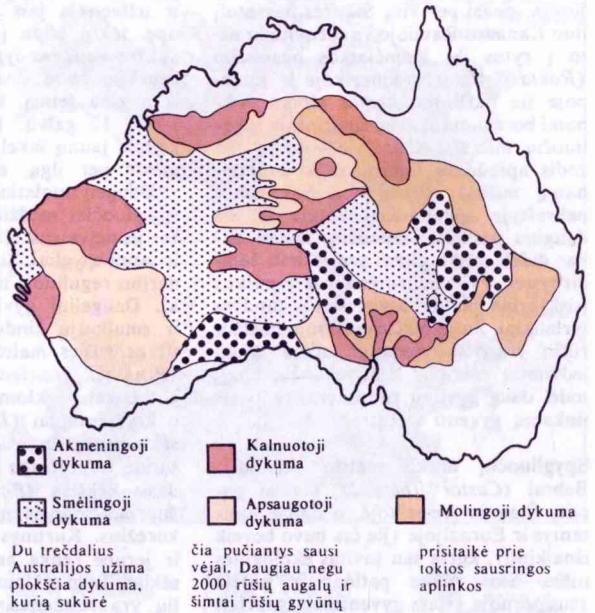 Akmeningoji
dykuma
Kalnuotoji
dykuma
Smėlingoji
dykuma
Apsaugotoji
dykuma
Molingoji dykuma
Du trečdalius
Australijos užima
tokščia dykuma,
kurią sukūrė
čia pučiantys sausi
vėjai. Daugiau negu
2000 rūšių augalų ir
šimtai rūšių gyvūnų
prisitaikė prie
tokios sausringos
aplinkos